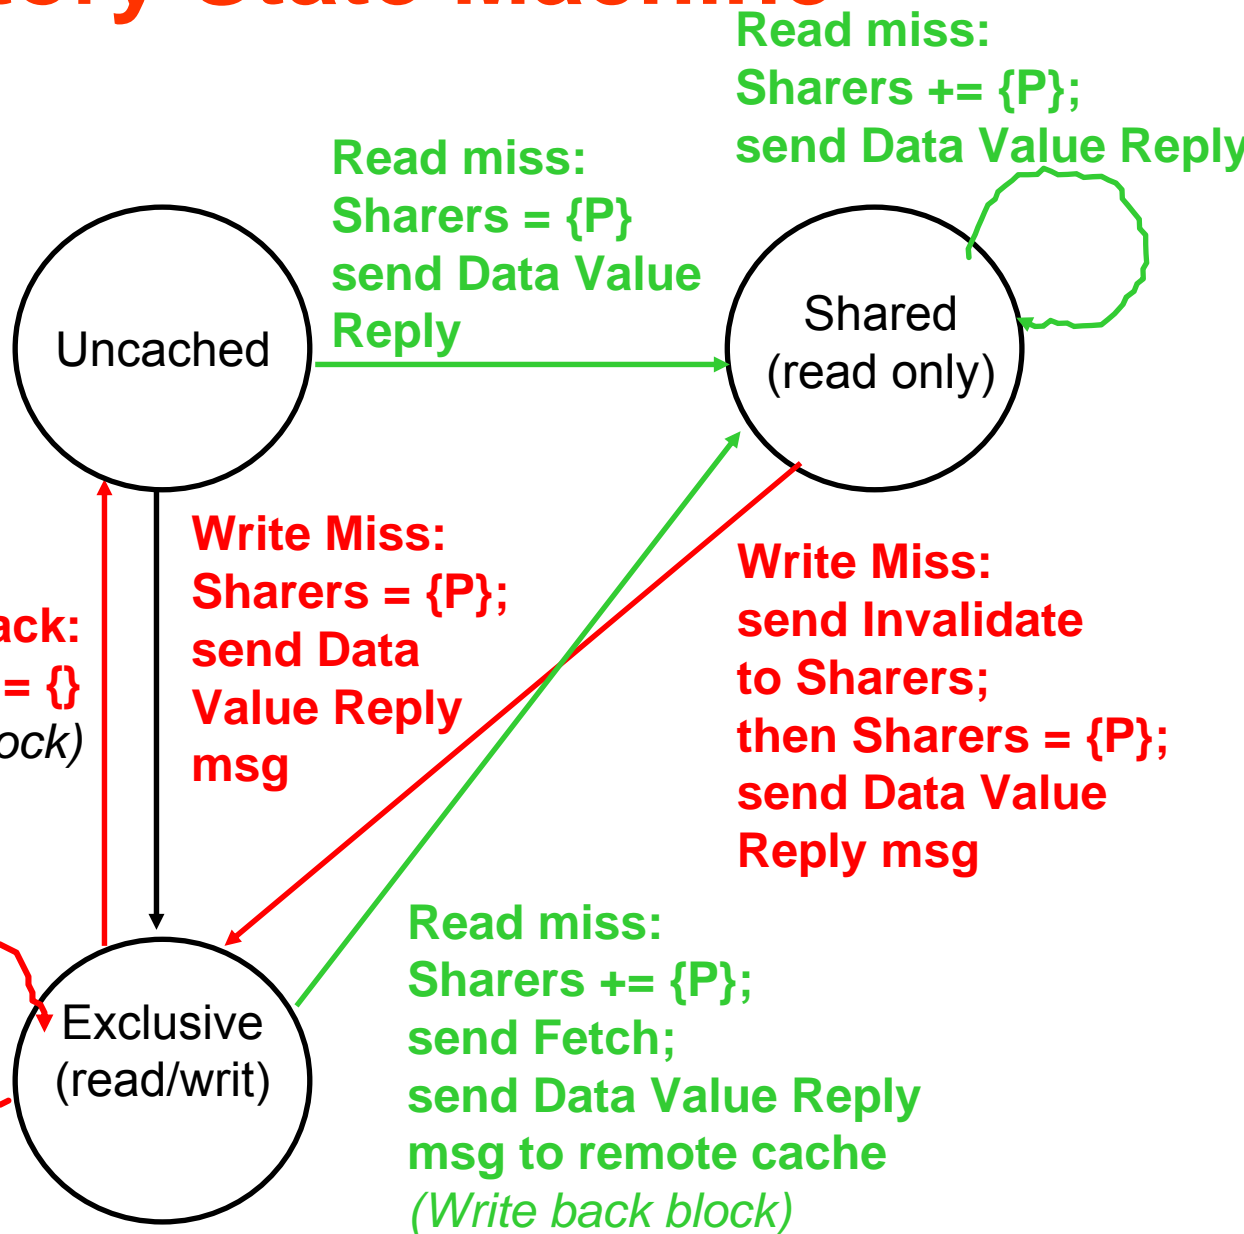 State Machine
Read miss:
Sharers += {P};
send Data Value Reply
Read miss:
Sharers = {P}
send Data Value
Reply
Uncached
Shared
(read only)
Write Miss:
Sharers = {P};
send Data
Value Reply
msg
= {}
Write Miss:
send Invalidate
to Sharers;
then Sharers = {P};
send Data Value
Reply msg
Exclusive
(read/writ)
Read miss:
Sharers += {P};
send Fetch;
send Data Value Reply
msg to remote cache
(Write back block)